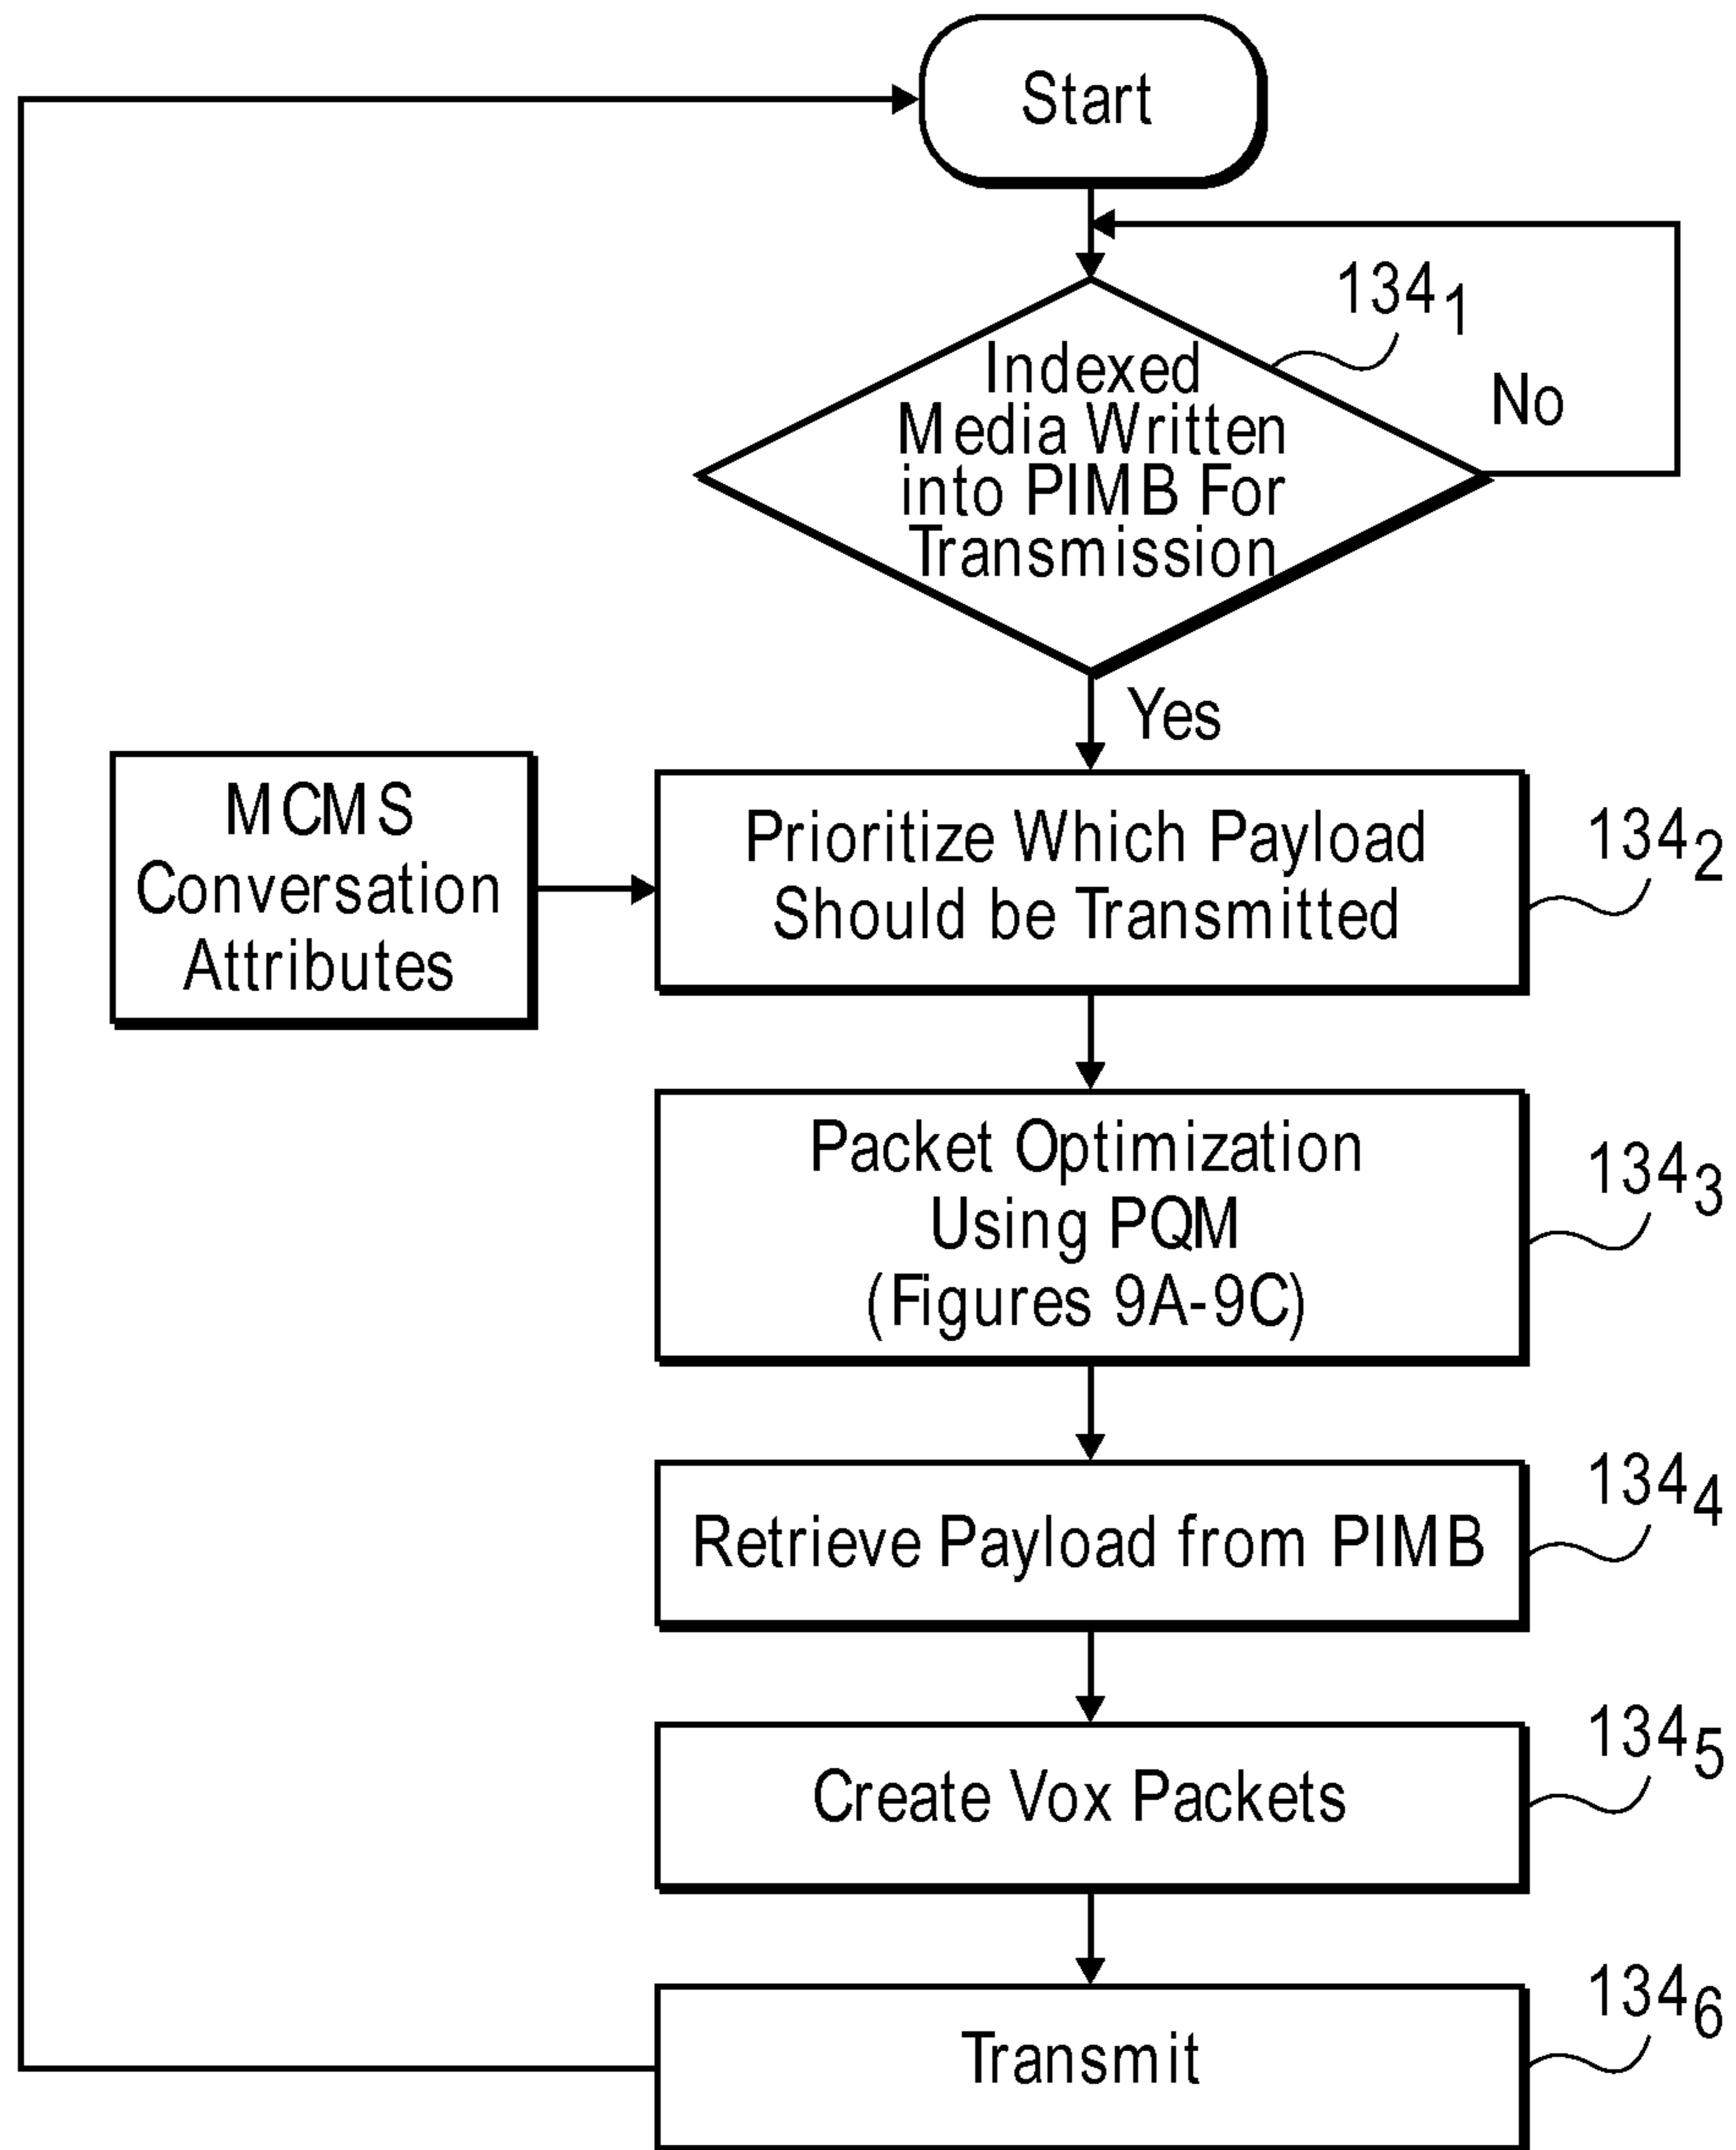 Start
134₁
Indexed
Media Written
into PIMB For
Transmission
No
Yes
MCMS
Conversation
Attributes
Prioritize Which Payload
Should be Transmitted
134₂
Packet Optimization
Using PQM
(Figures 9A-9C)
134₃
Retrieve Payload from PIMB
134₄
Create Vox Packets
134₅
Transmit
134₆